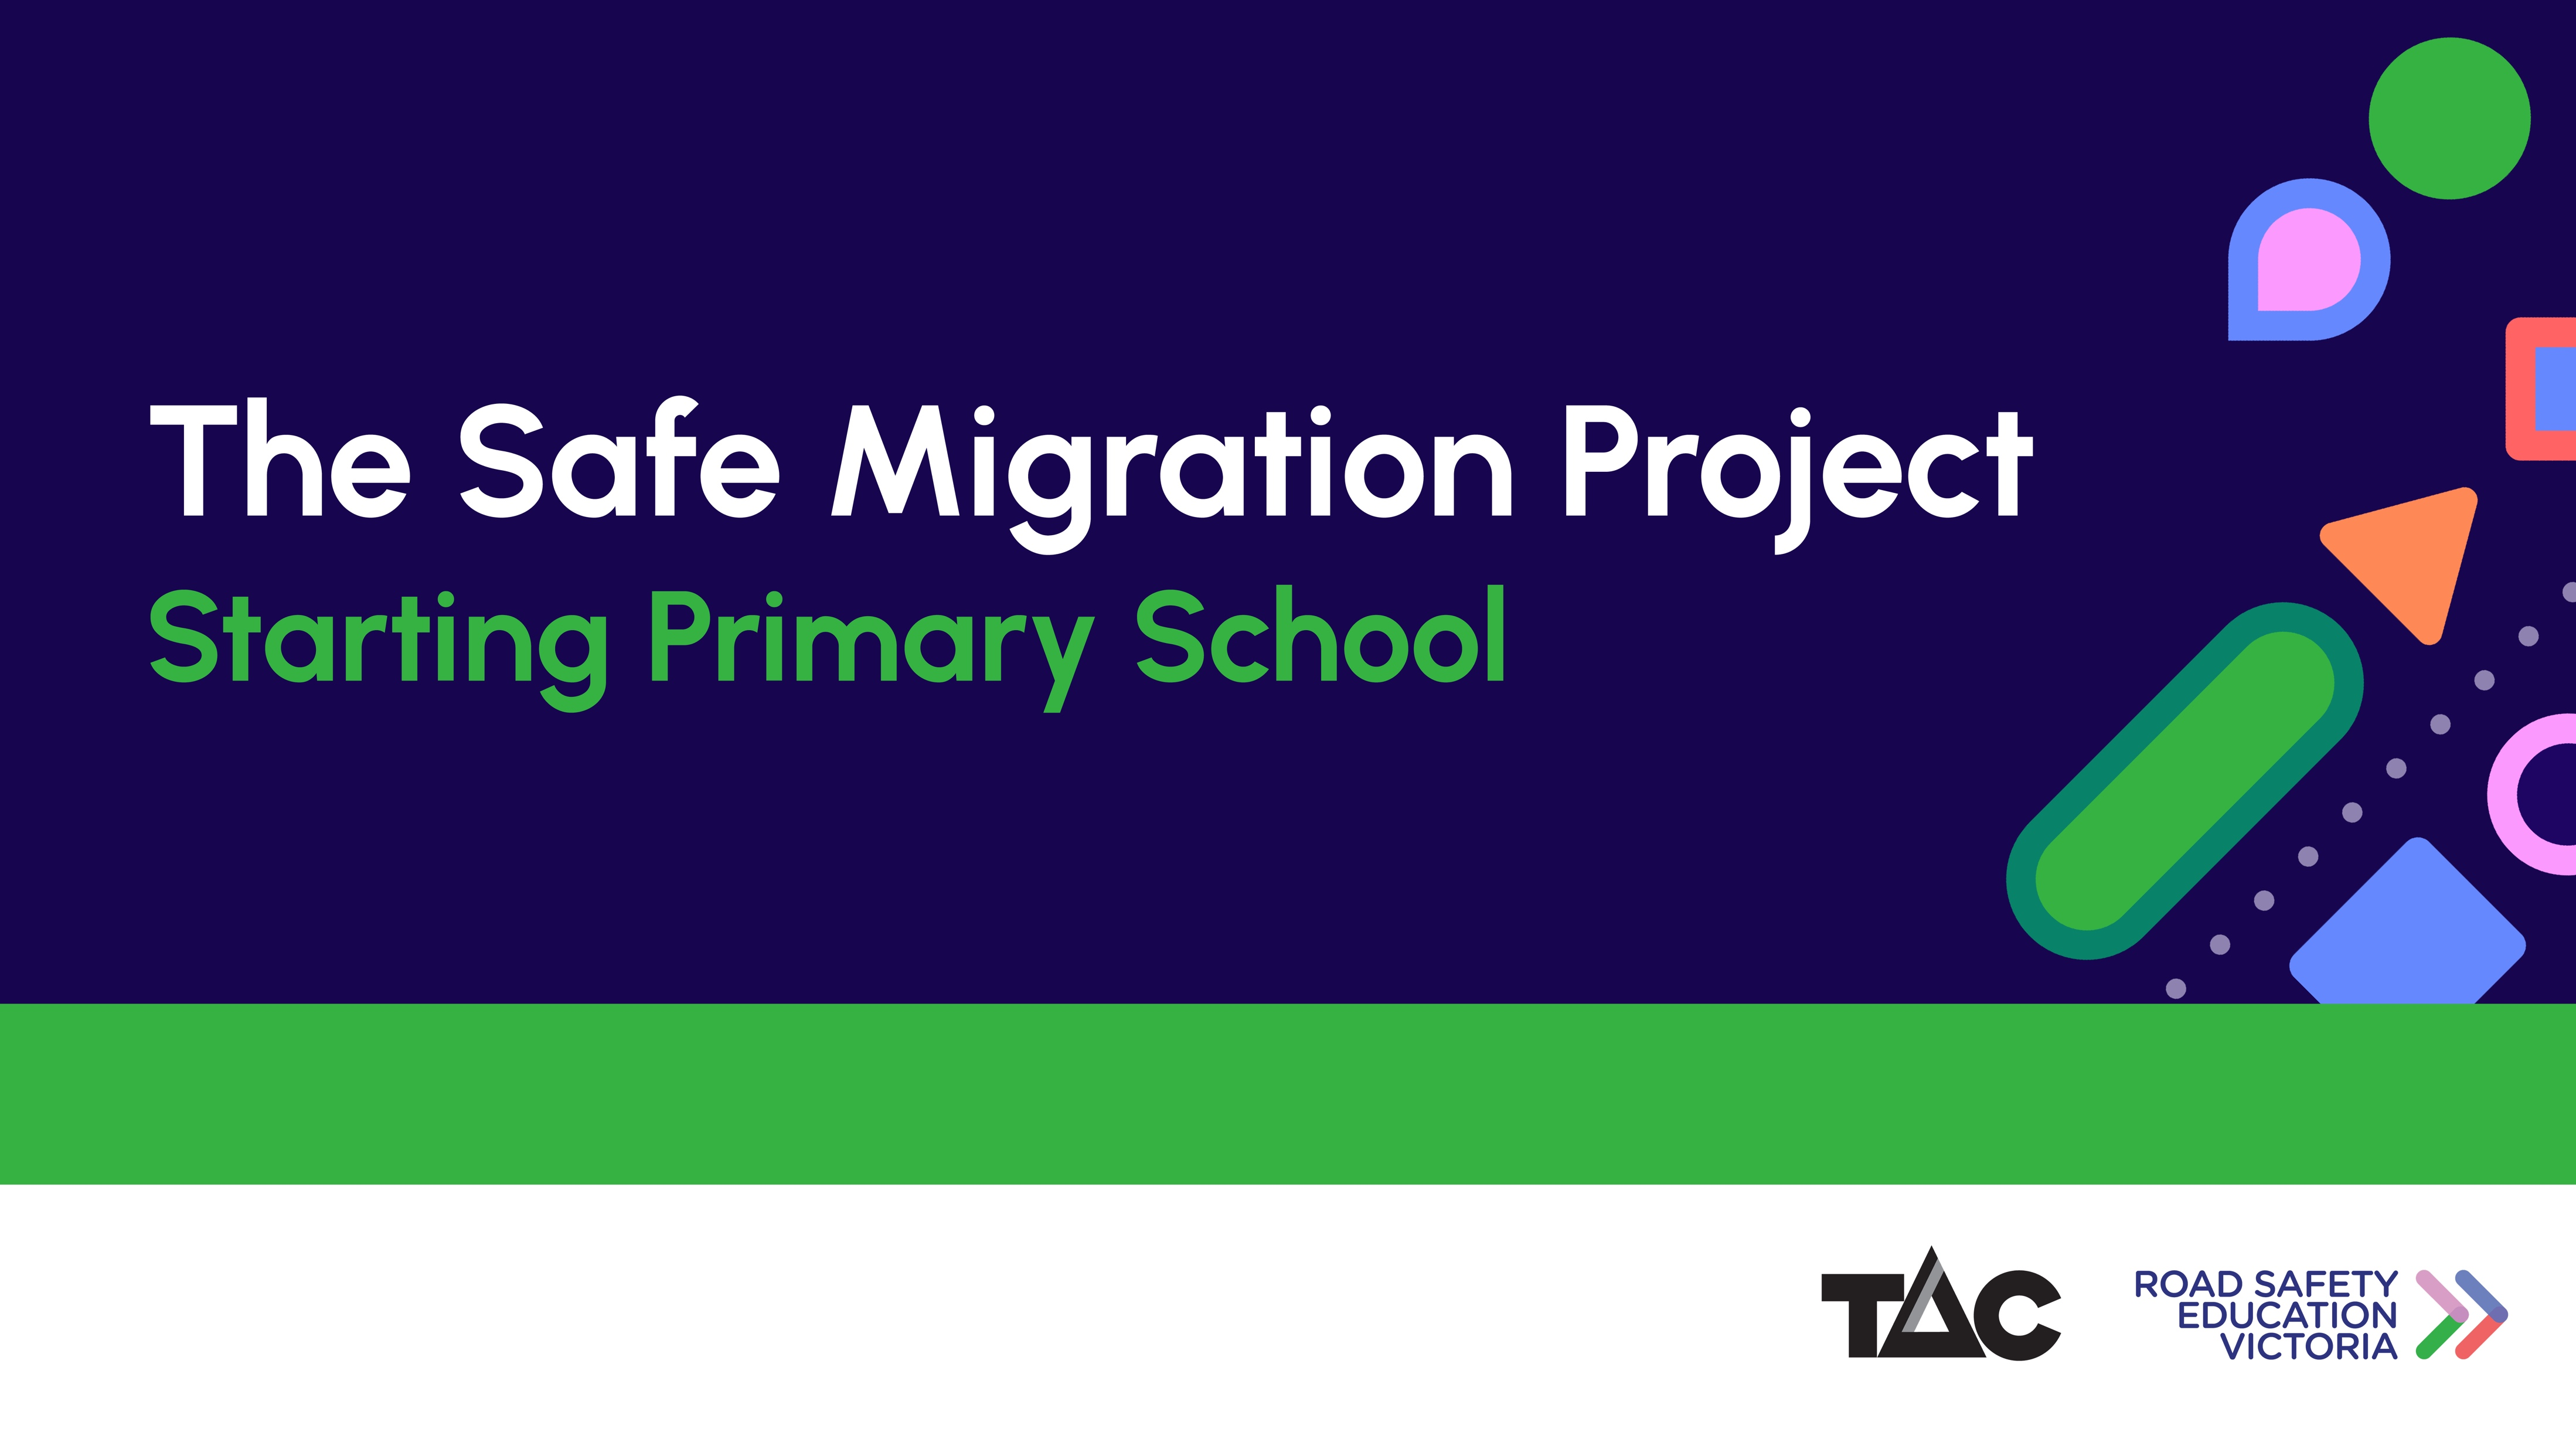 The Safe Migration Project
Starting Primary School
TAC
ROAD SAFETY
EDUCATION
VICTORIA